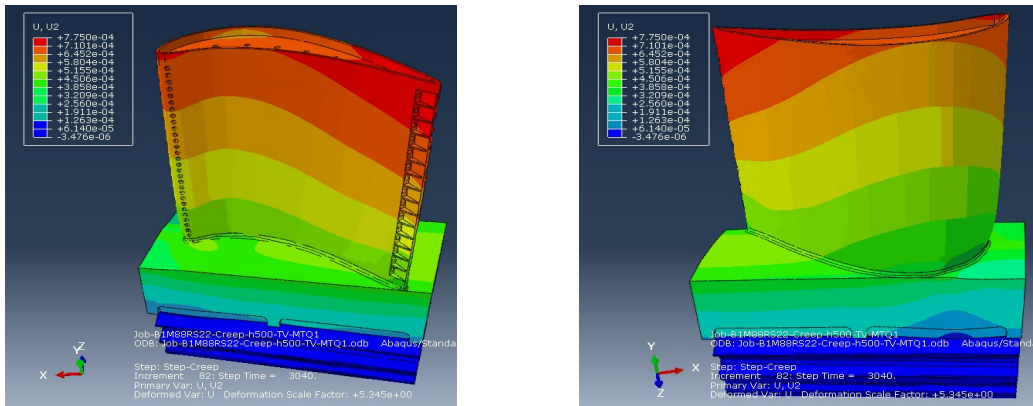 U, U2
+7.750e-04
+7.101e-04
+6.452e-04
+5.804e-04
+5.155e-04
+4.506e-04
+3.858e-04
+3.209e-04
+2.560e-04
+1.911e-04
+1.263e-04
+6.140e-05
-3.476e-06
Y
Z
X
Job-B1M88RS22-Creep-h500-TV-MTQ1
ODB: Job-B1M88RS22-Creep-h500-TV-MTQ1.odb Abaqus/Standa
Step: Step-Creep
Increment 82: Step Time = 3040.
Primary Var: U, U2
Deformed Var: U Deformation Scale Factor: +5.345e+00
U, U2
+7.750e-04
+7.101e-04
+6.452e-04
+5.804e-04
+5.155e-04
+4.506e-04
+3.858e-04
+3.209e-04
+2.560e-04
+1.911e-04
+1.263e-04
+6.140e-05
-3.476e-06
Y
X
Z
Job-B1M88RS22-Creep-h500-TV-MTQ1
ODB: Job-B1M88RS22-Creep-h500-TV-MTQ1.odb Abaqus/Standa
Step: Step-Creep
Increment 82: Step Time = 3040.
Primary Var: U, U2
Deformed Var: U Deformation Scale Factor: +5.345e+00